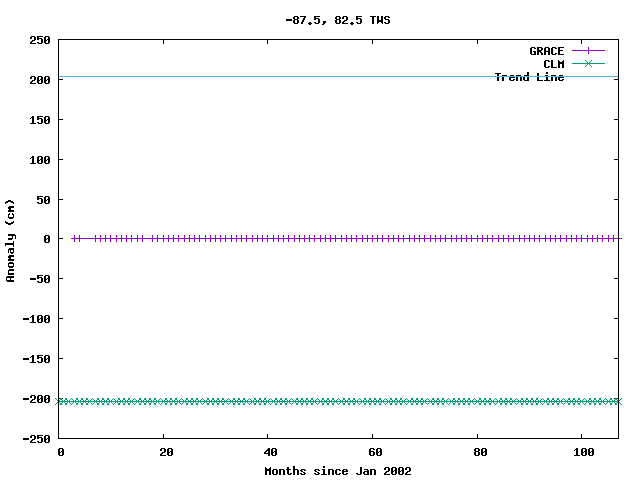 -87.5, 82.5 TWS
GRACE
CLM
Trend Line
250
200
150
100
50
0
-50
-100
-150
-200
-250
Anomaly (cm)
0 20 40 60 80 100
Months since Jan 2002